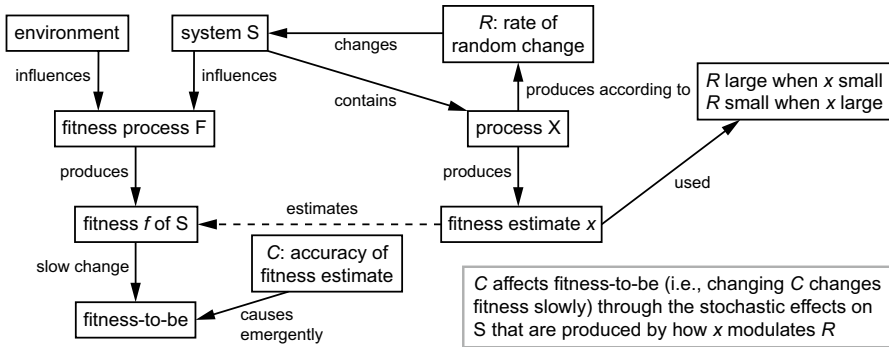 environment
system S
R: rate of
random change
changes
influences
influences
contains
produces according to
R large when x small
R small when x large
fitness process F
process X
produces
produces
used
fitness f of S
estimates
fitness estimate x
slow change
C: accuracy of
fitness estimate
fitness-to-be
causes
emergently
C affects fitness-to-be (i.e., changing C changes
fitness slowly) through the stochastic effects on
S that are produced by how x modulates R